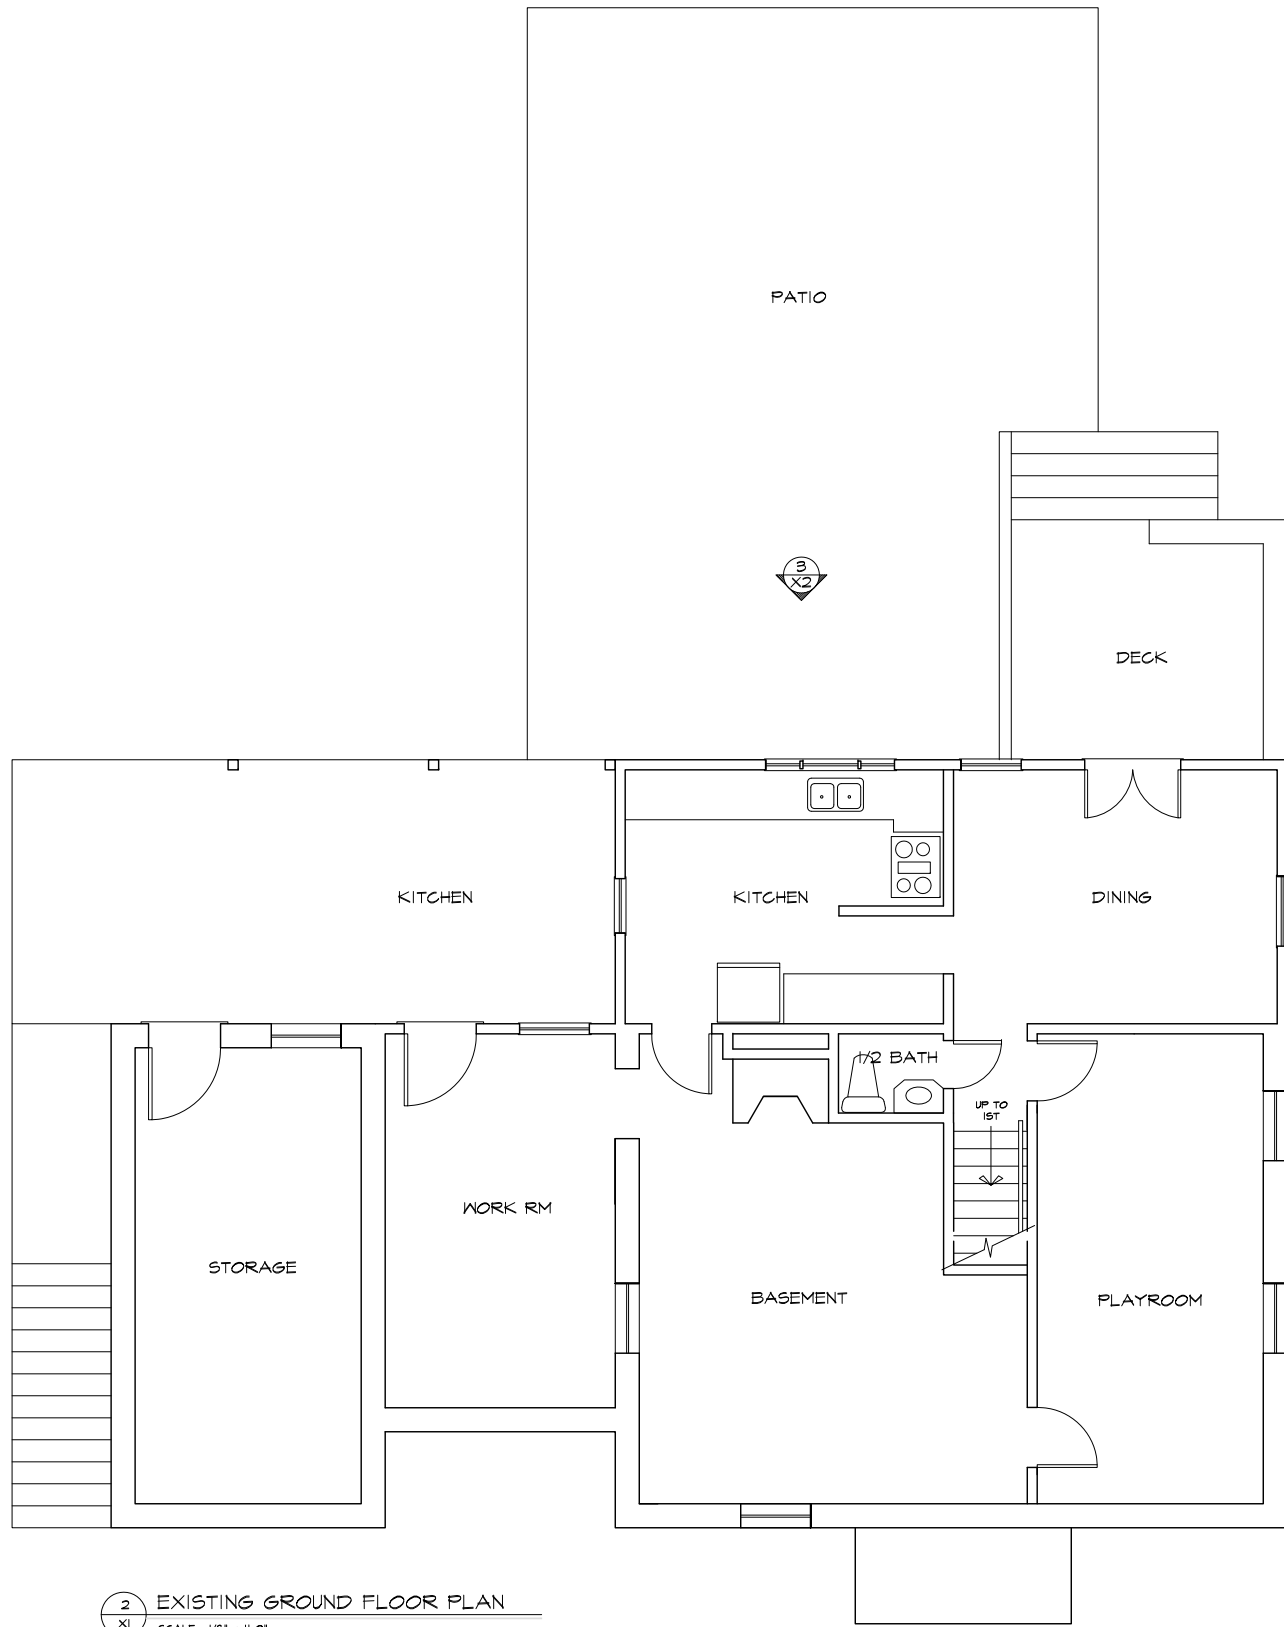 PATIO
3
X2
DECK
KITCHEN
KITCHEN
DINING
1/2 BATH
UP TO
1ST
WORK RM
STORAGE
BASEMENT
PLAYROOM
2
X1
EXISTING GROUND FLOOR PLAN